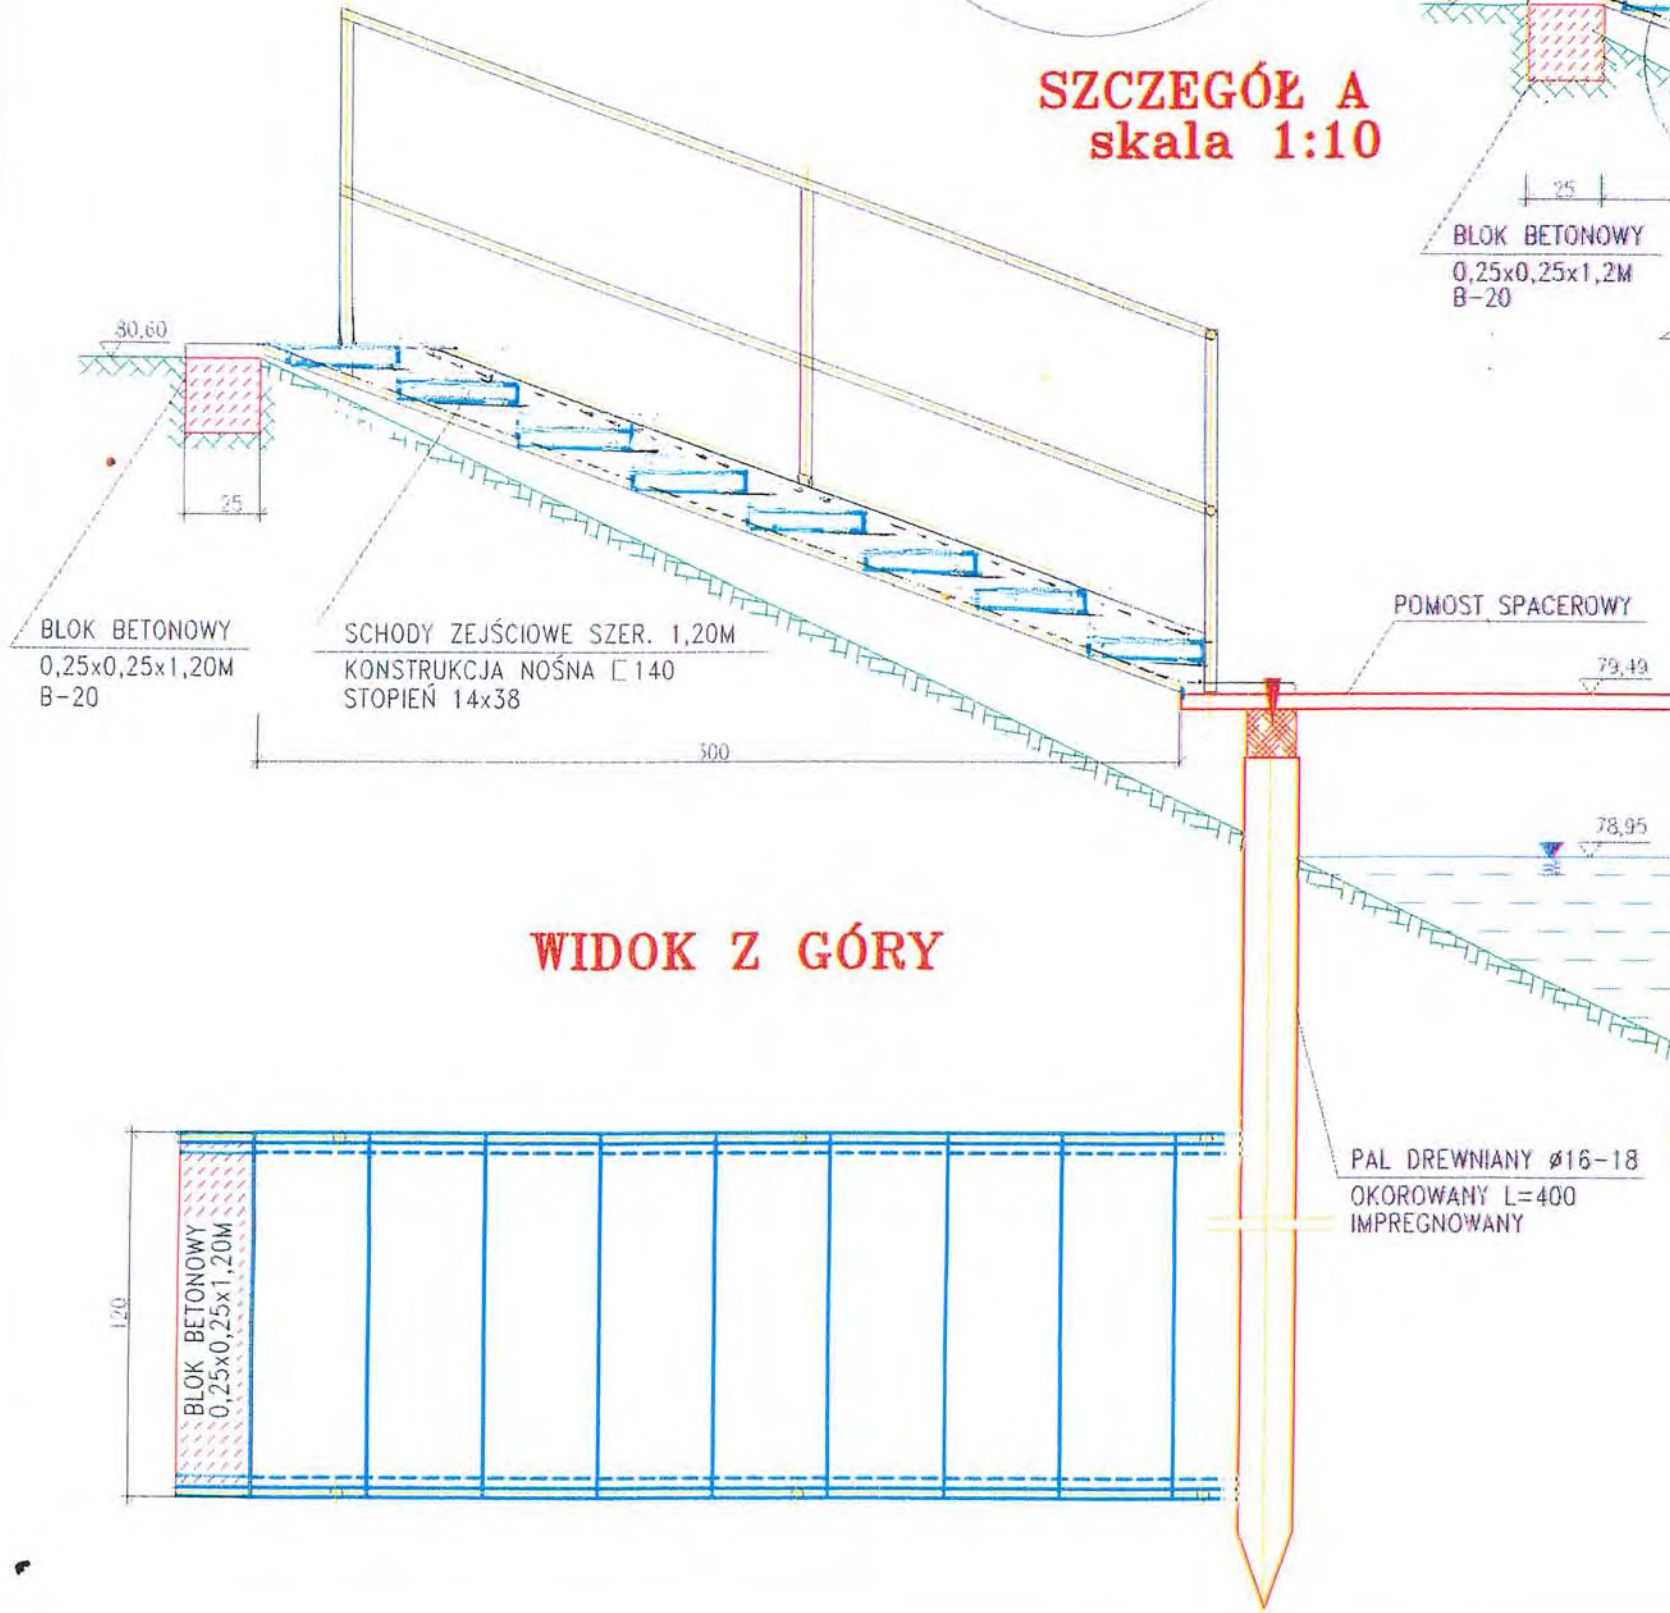 SZCZEGÓŁ A
skala 1:10
25
BLOK BETONOWY
0,25x0,25x1,2M
B-20
80,60
25
BLOK BETONOWY
0,25x0,25x1,20M
B-20
SCHODY ZEJŚCIOWE SZER. 1,20M
KONSTRUKCJA NOŚNA [140
STOPIEŃ 14x38
300
POMOST SPACEROWY
79,49
78,95
WIDOK Z GÓRY
PAL DREWNIANY ø16-18
OKOROWANY L=400
IMPREGNOWANY
120
BLOK BETONOWY
0,25x0,25x1,20M